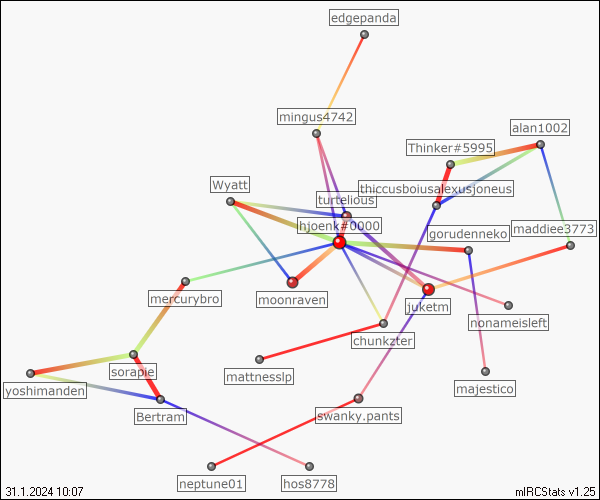 edgepanda
mingus4742
alan1002
Thinker#5995
Wyatt
thiccusboiusalexusjoneus
turtelious
hjoenk#0000
maddiee3773
gorudenneko
mercurybro
moonraven
juketm
nonameisleft
chunkzter
sorapie
mattnesslp
yoshimanden
majestico
Bertram
swanky.pants
neptune01
hos8778
31.1.2024 10:07
mIRCStats v1.25